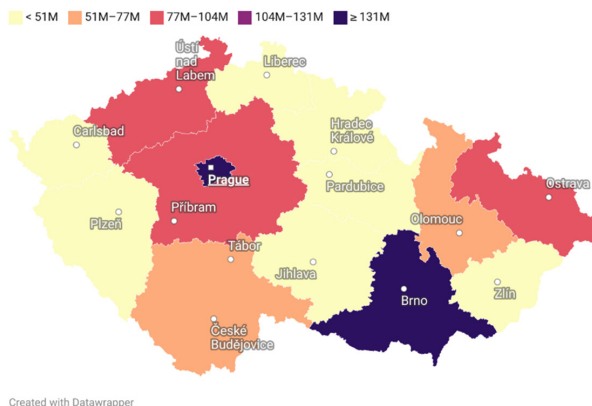 < 51M 51M–77M 77M–104M 104M–131M ≥ 131M
Ústí
nad
Labem
Liberec
Carlsbad
Hradec
Králové
Prague
Pardubice
Ostrava
Příbram
Plzeň
Olomouc
Tábor
Jihlava
Zlín
Brno
České
Budějovice
Created with Datawrapper